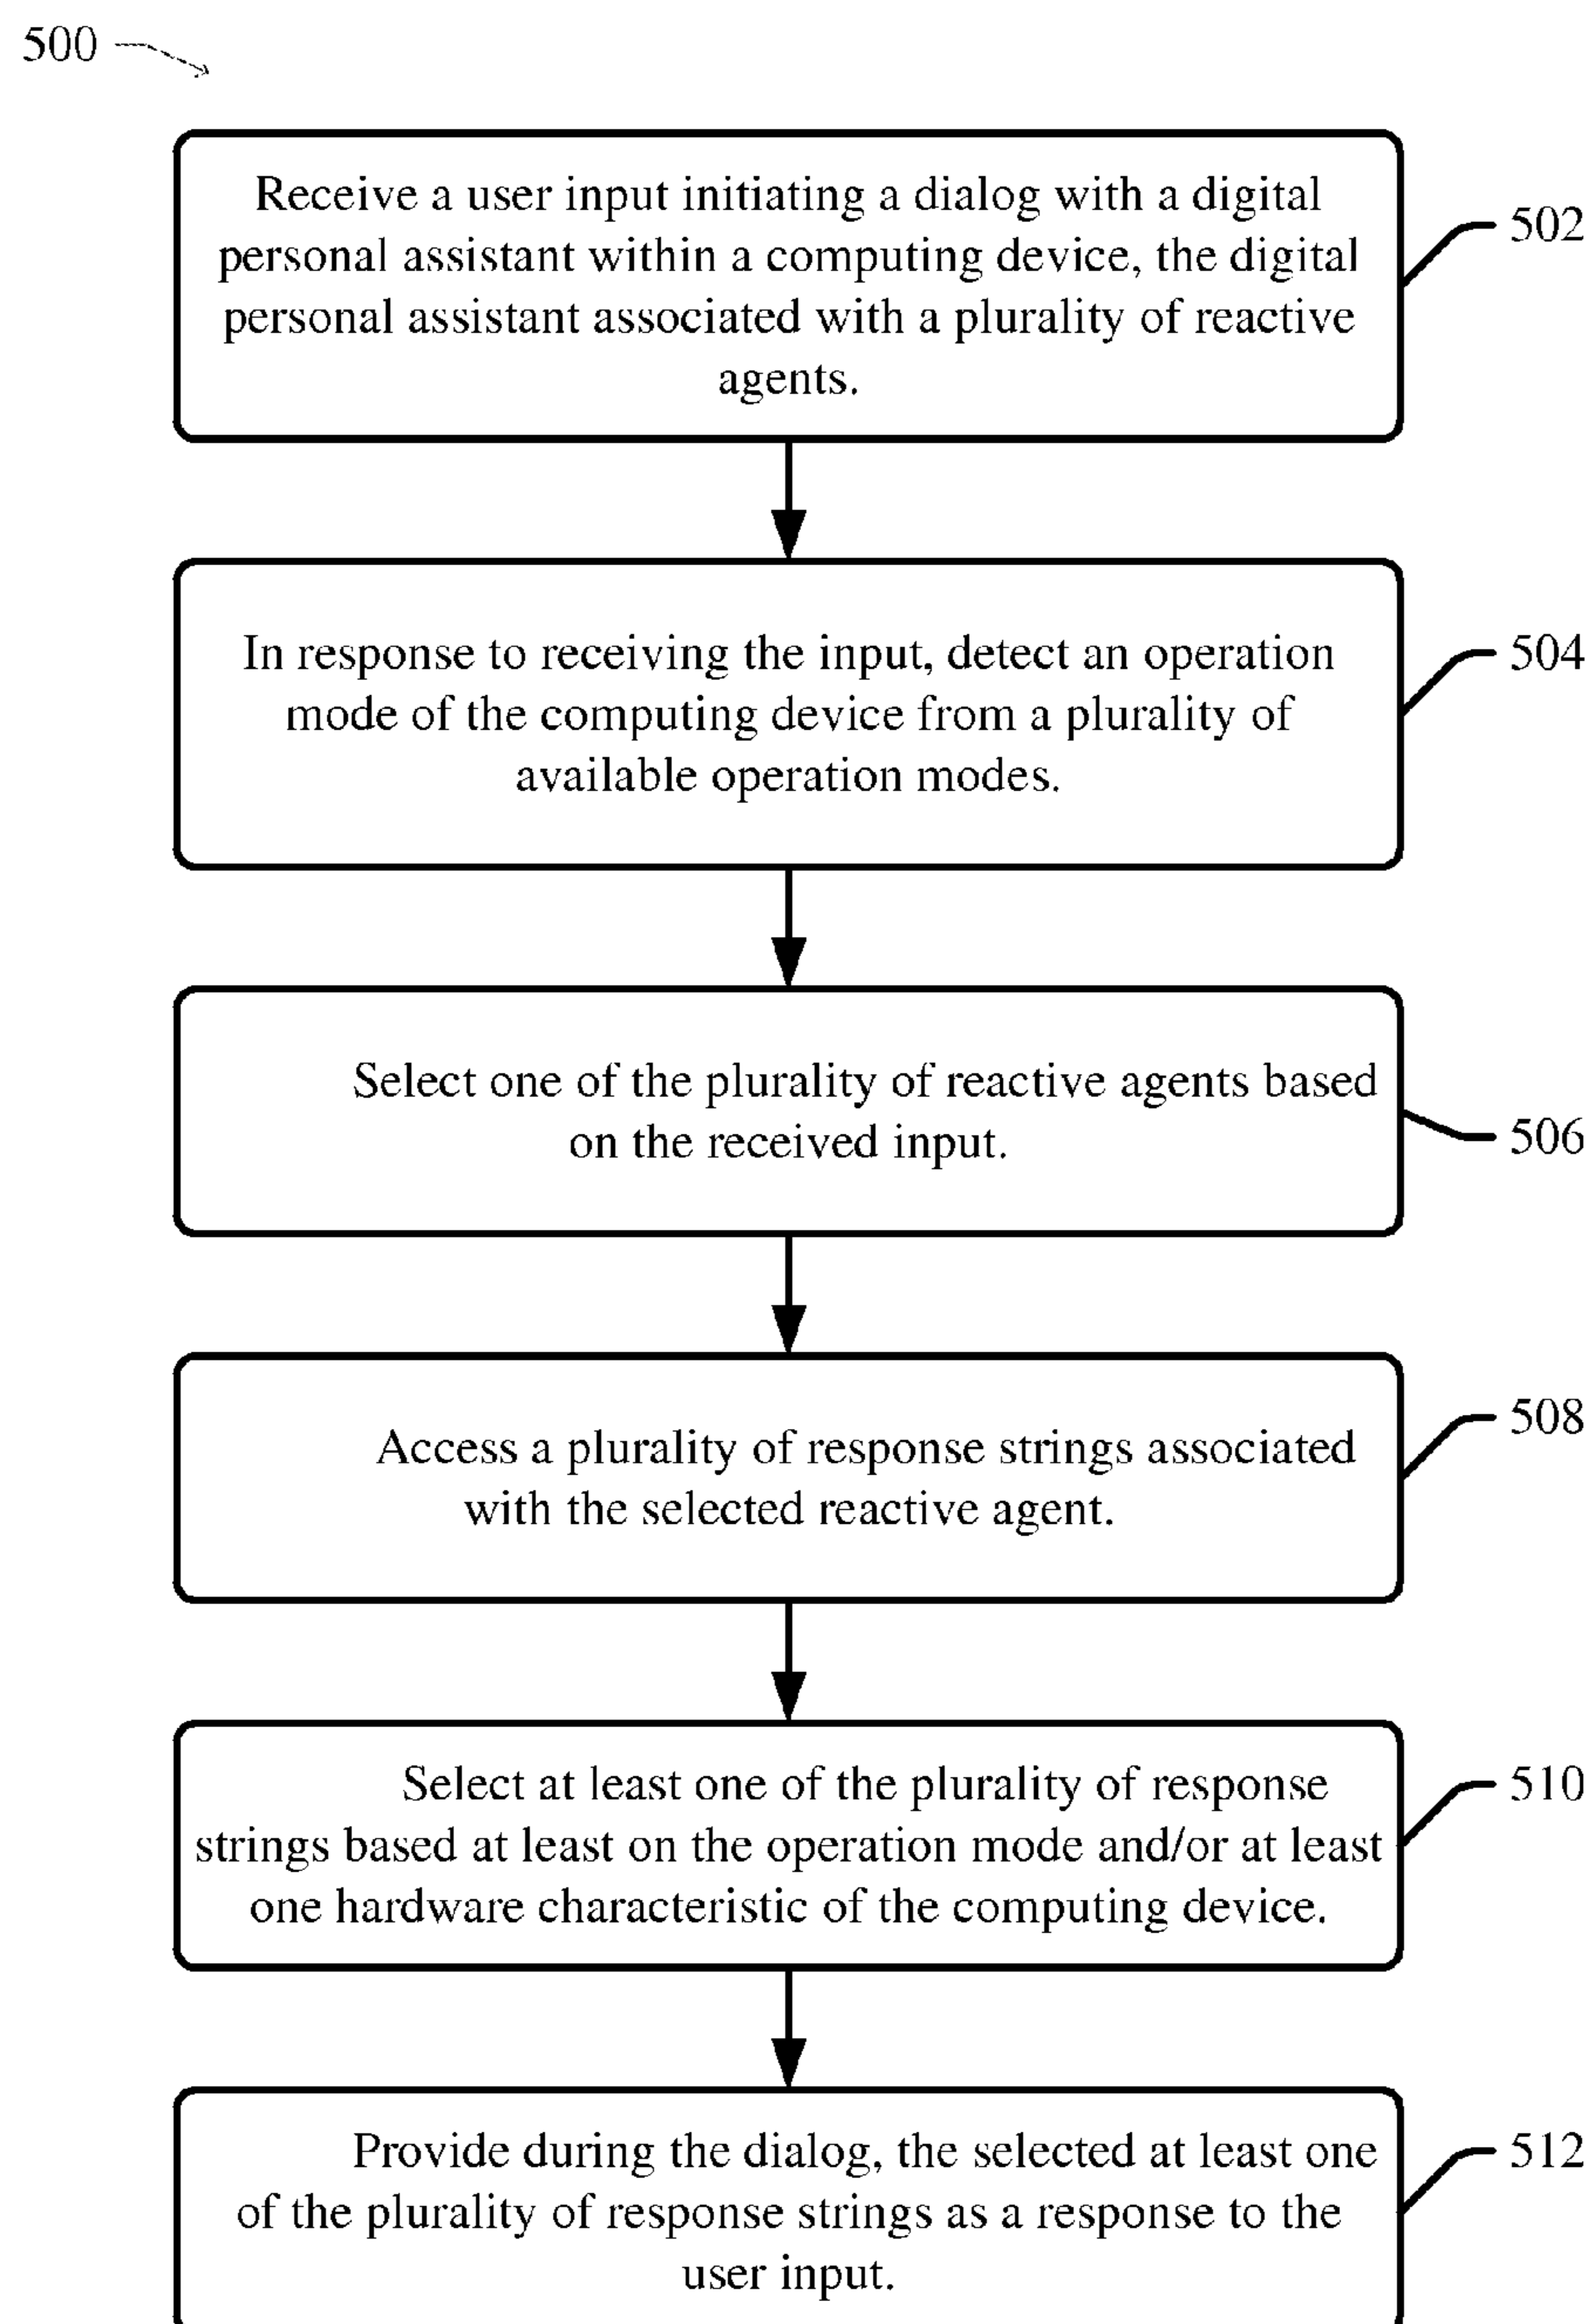 500
Receive a user input initiating a dialog with a digital
personal assistant within a computing device, the digital
personal assistant associated with a plurality of reactive
agents.
502
In response to receiving the input, detect an operation
mode of the computing device from a plurality of
available operation modes.
504
Select one of the plurality of reactive agents based
on the received input.
506
Access a plurality of response strings associated
with the selected reactive agent.
508
Select at least one of the plurality of response
strings based at least on the operation mode and/or at least
one hardware characteristic of the computing device.
510
Provide during the dialog, the selected at least one
of the plurality of response strings as a response to the
user input.
512